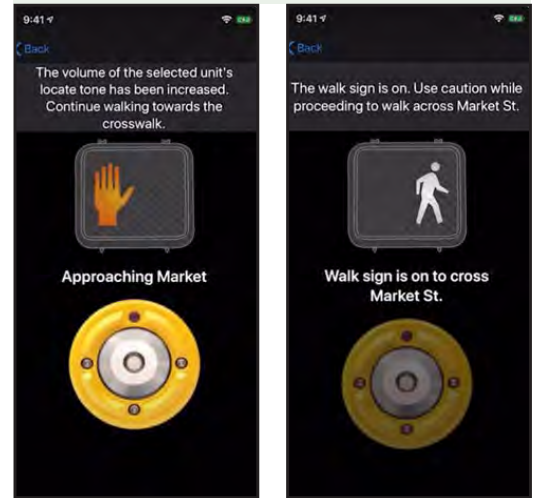 9:41
Back
The volume of the selected unit's
locate tone has been increased.
Continue walking towards the
crosswalk.
Approaching Market
9:41
Back
The walk sign is on. Use caution while
proceeding to walk across Market St.
Walk sign is on to cross
Market St.